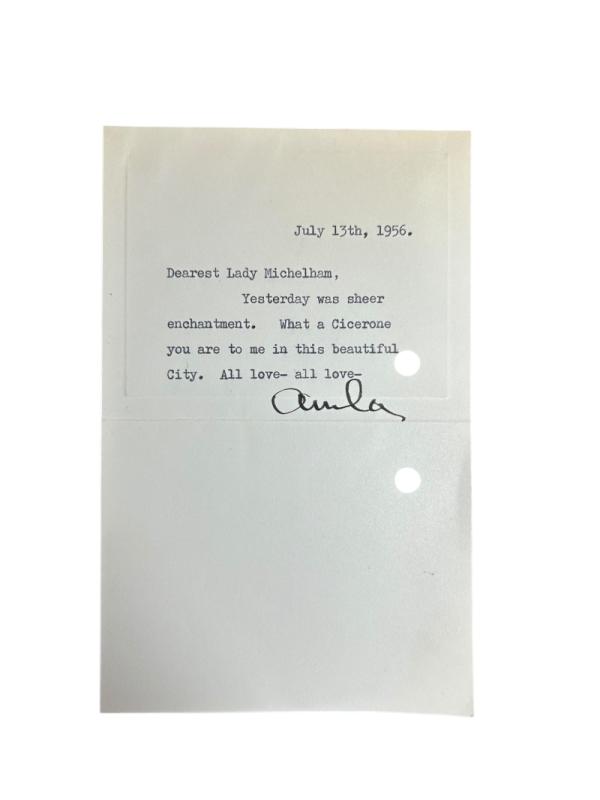 July 13th, 1956.
Dearest Lady Michelham,
Yesterday was sheer
enchantment. What a Cicerone
you are to me in this beautiful
City. All love- all love-